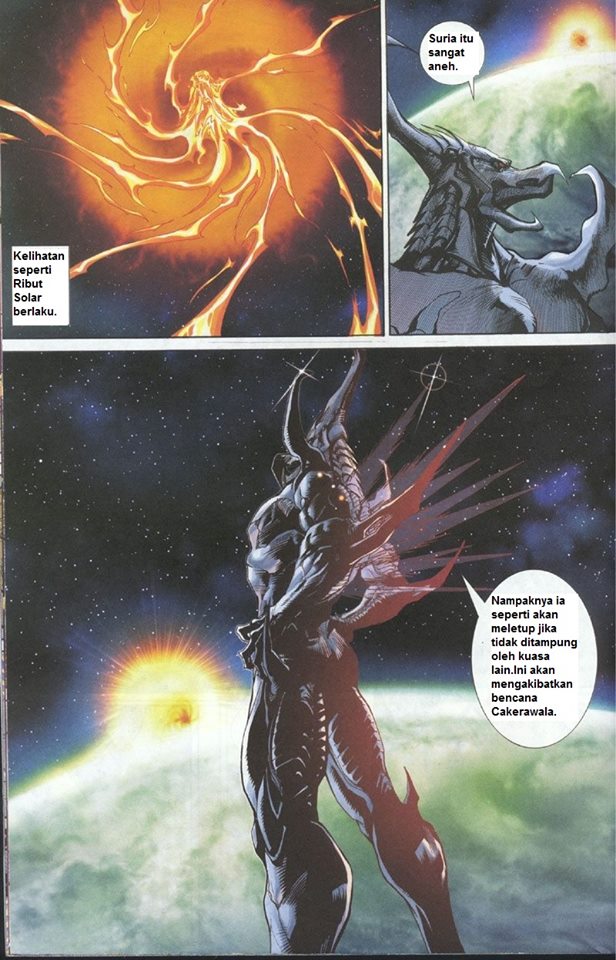 Kelihatan
seperti
Ribut
Solar
berlaku.
Suria itu
sangat
aneh.
Nampaknya ia
seperti akan
meletup jika
tidak ditampung
oleh kuasa
lain.Ini akan
mengakibatkan
bencana
Cakerawala.